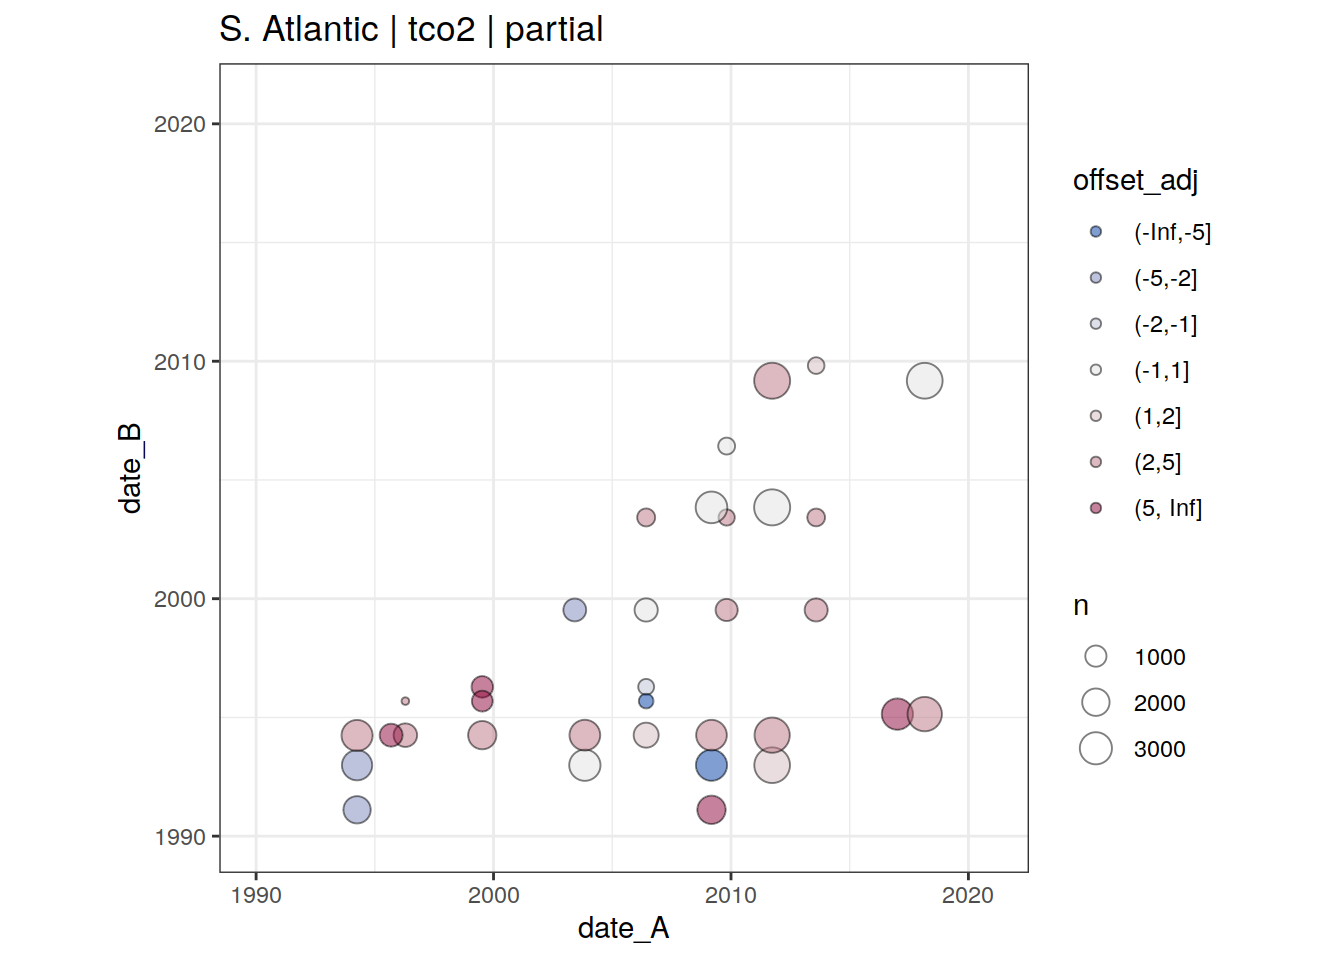 S. Atlantic | tco2 | partial
2020
2010
2000
1990
date_B
1990 2000 2010 2020
date_A
offset_adj
(-Inf,-5]
(-5,-2]
(-2,-1]
(-1,1]
(1,2]
(2,5]
(5, Inf]
n
1000
2000
3000